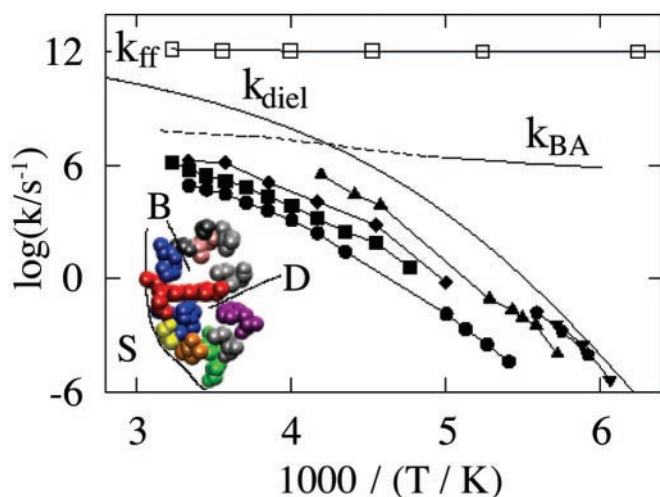 12
k_ff
k_diel
k_BA
6
log(k/s⁻¹)
B
0
D
S
-6
3 4 5 6
1000 / (T / K)